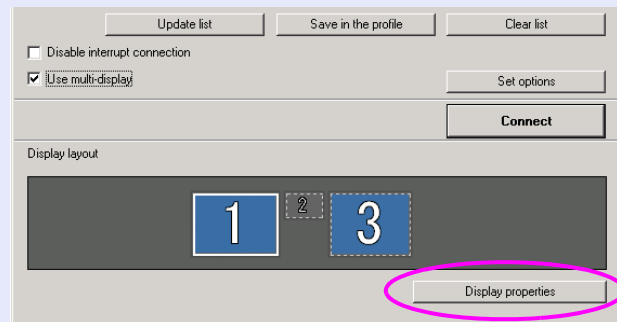 Update list Save in the profile Clear list
Disable interrupt connection
Use multi-display
Set options
Connect
Display layout
1 2 3
Display properties